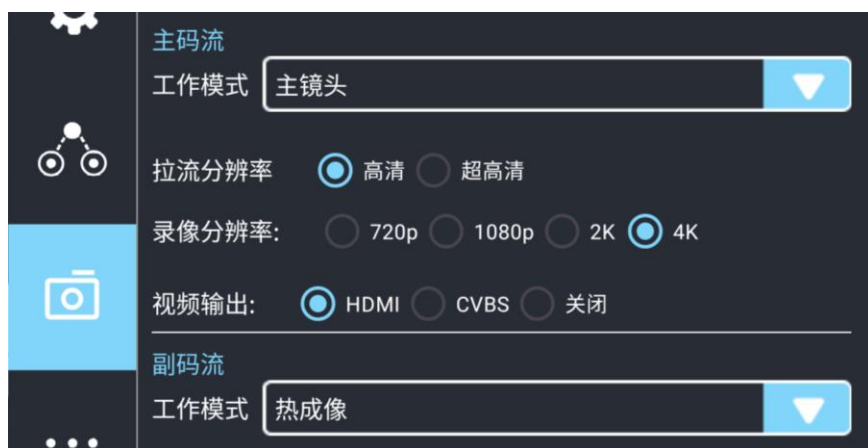 主码流
工作模式 主镜头
拉流分辨率 高清 超高清
录像分辨率: 720p 1080p 2K 4K
视频输出: HDMI CVBS 关闭
副码流
工作模式 热成像